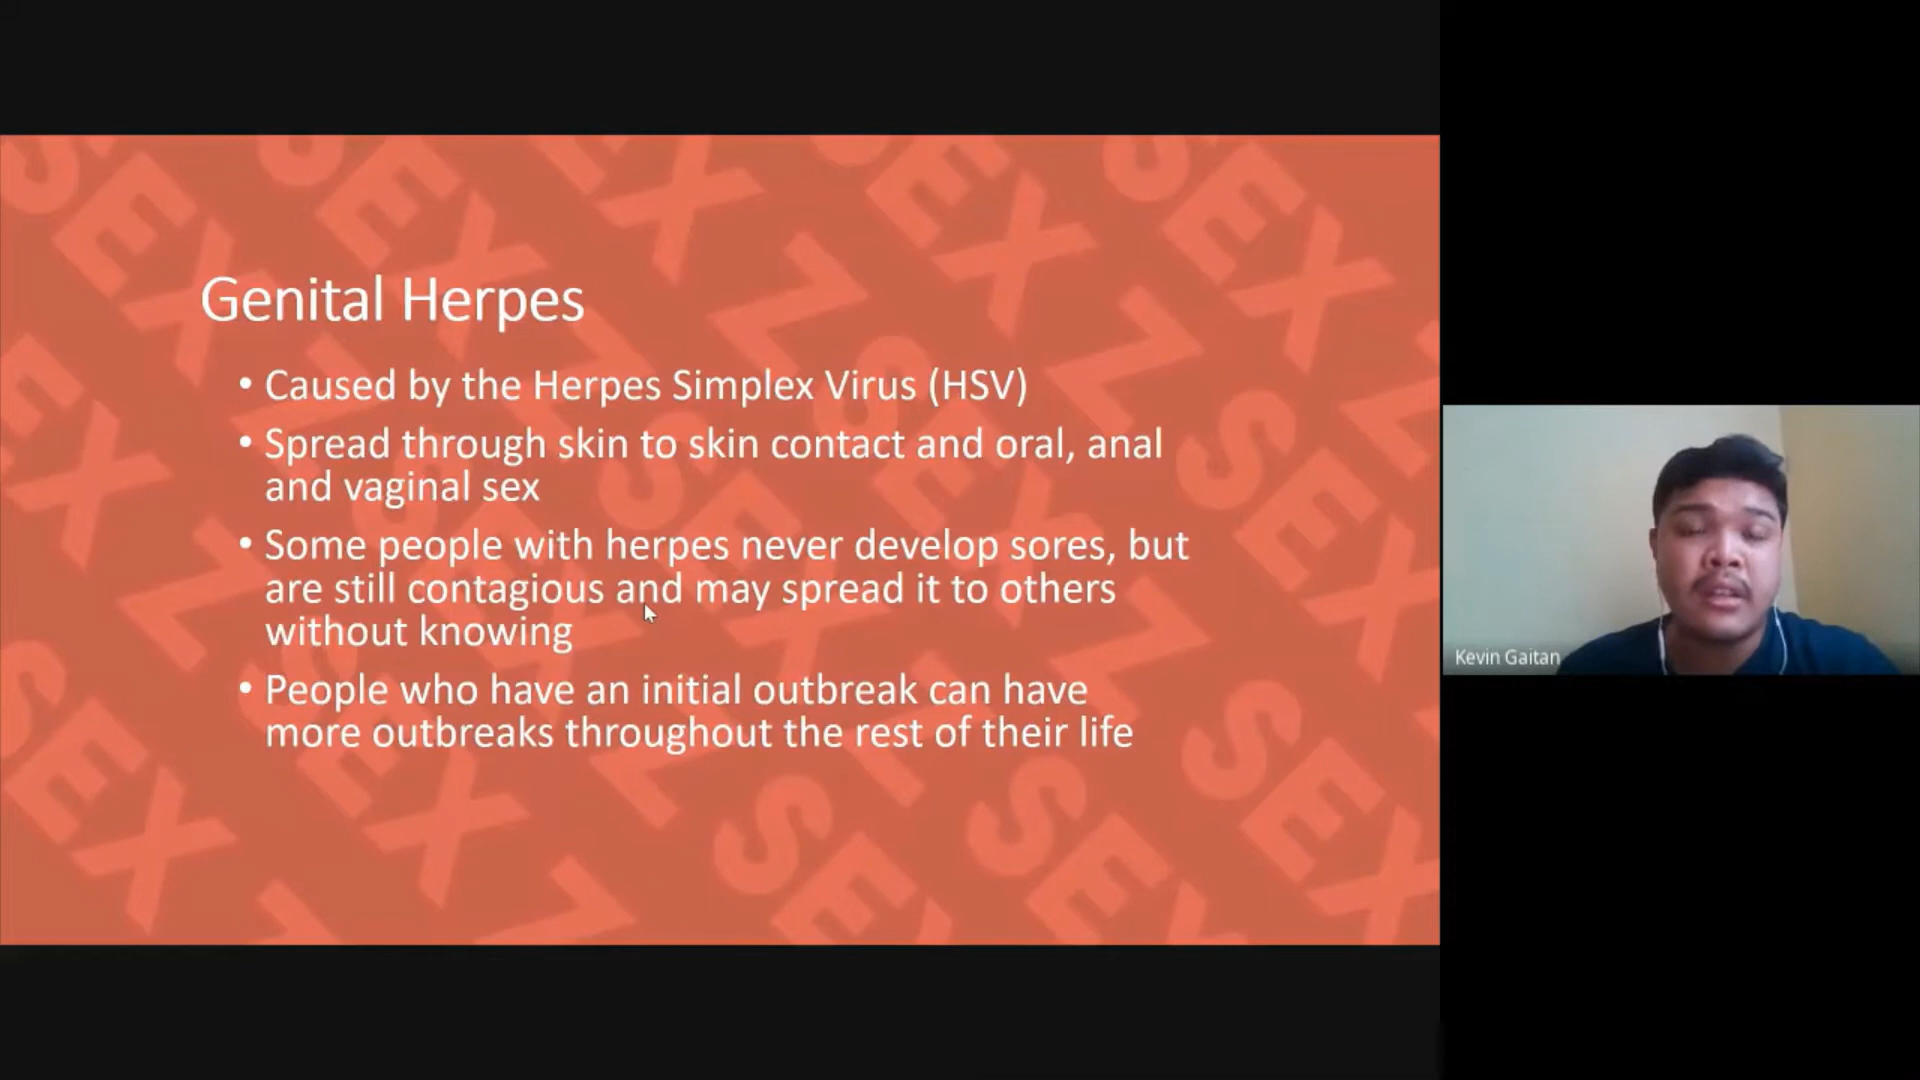 Genital Herpes
• Caused by the Herpes Simplex Virus (HSV)
• Spread through skin to skin contact and oral, anal
and vaginal sex
• Some people with herpes never develop sores, but
are still contagious and may spread it to others
without knowing
• People who have an initial outbreak can have
more outbreaks throughout the rest of their life
Kevin Gaitan
SEX Z SEX Z SEX Z